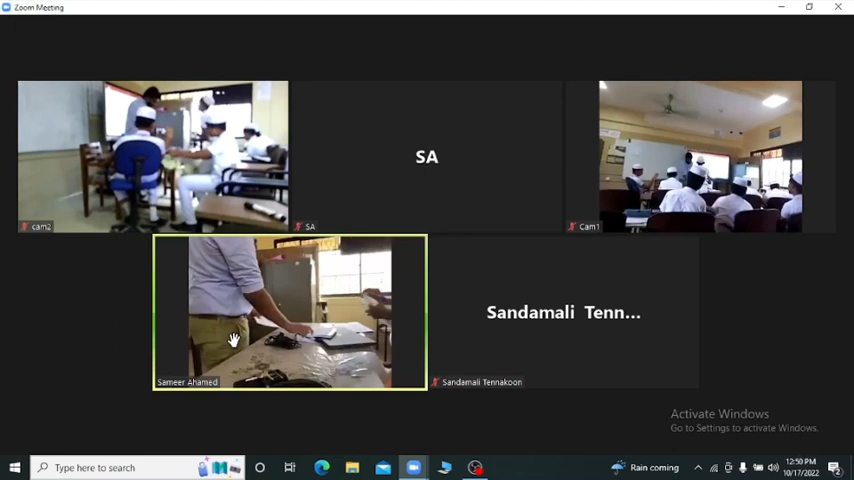 Zoom Meeting
cam2
SA
SA
Cam1
Sameer Ahamed
Sandamali Tenn...
Sandamali Tennakoon
Activate Windows
Go to Settings to activate Windows.
Type here to search
Rain coming
12:50 PM
10/17/2022
2